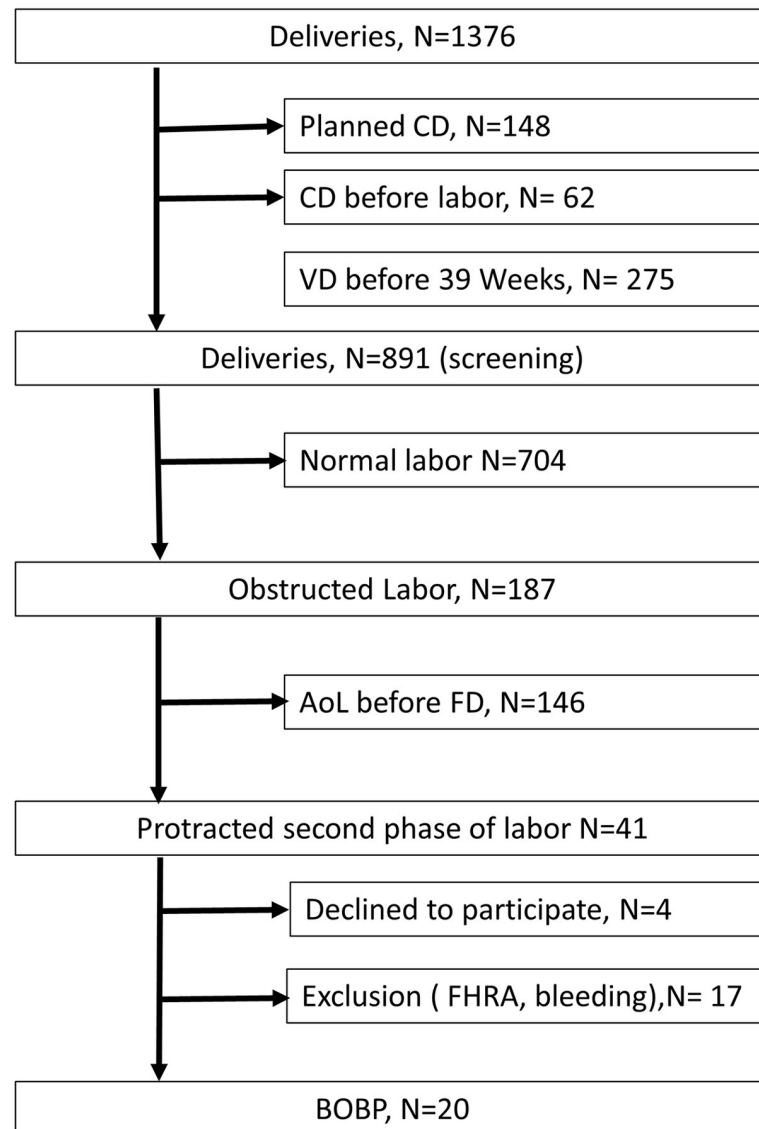 Deliveries, N=1376
Planned CD, N=148
CD before labor, N= 62
VD before 39 Weeks, N= 275
Deliveries, N=891 (screening)
Normal labor N=704
Obstructed Labor, N=187
AoL before FD, N=146
Protracted second phase of labor N=41
Declined to participate, N=4
Exclusion ( FHRA, bleeding),N= 17
BOBP, N=20